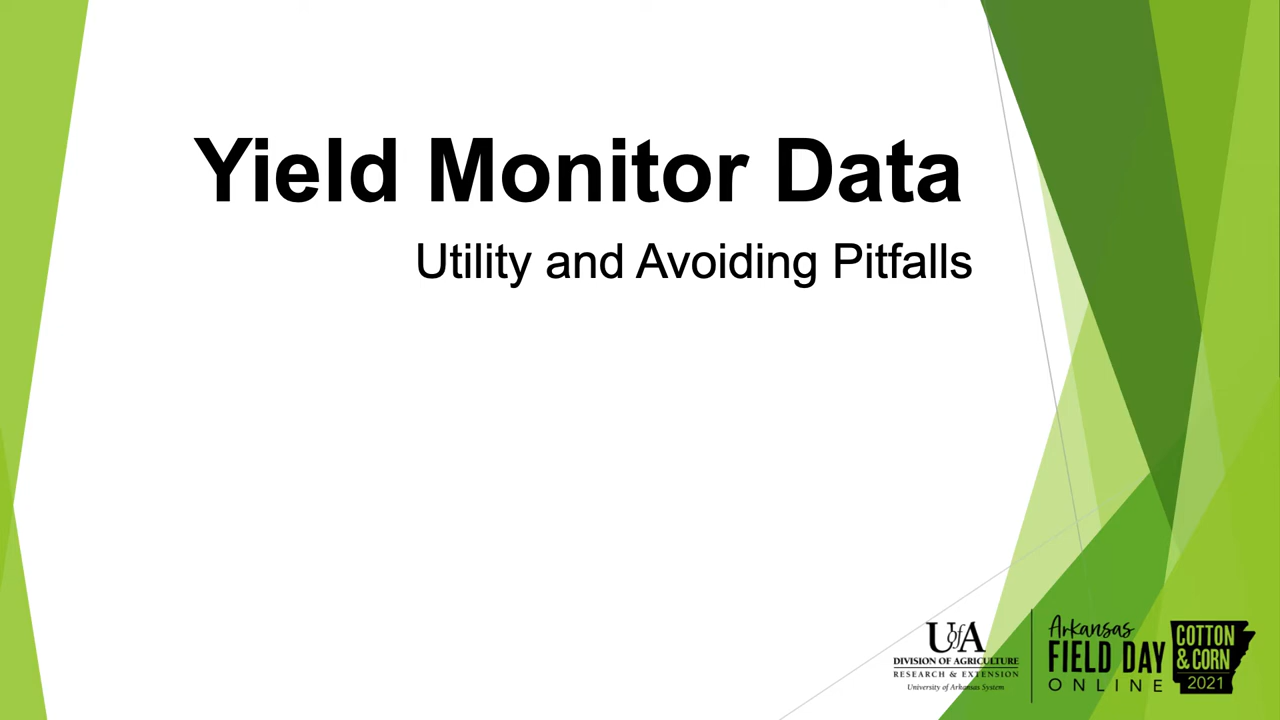 Yield Monitor Data
Utility and Avoiding Pitfalls
UofA
DIVISION OF AGRICULTURE
RESEARCH & EXTENSION
University of Arkansas System
Arkansas
FIELD DAY
ONLINE
COTTON
& CORN
2021